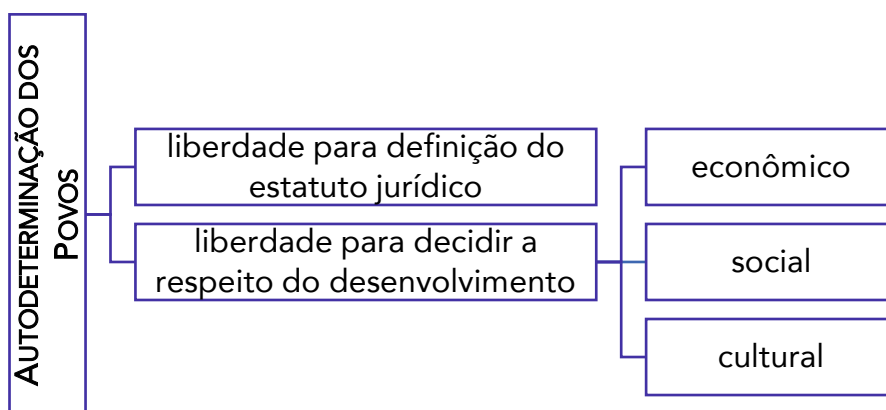 AUTODETERMINAÇÃO DOS
POVOS
liberdade para definição do
estatuto jurídico
liberdade para decidir a
respeito do desenvolvimento
econômico
social
cultural